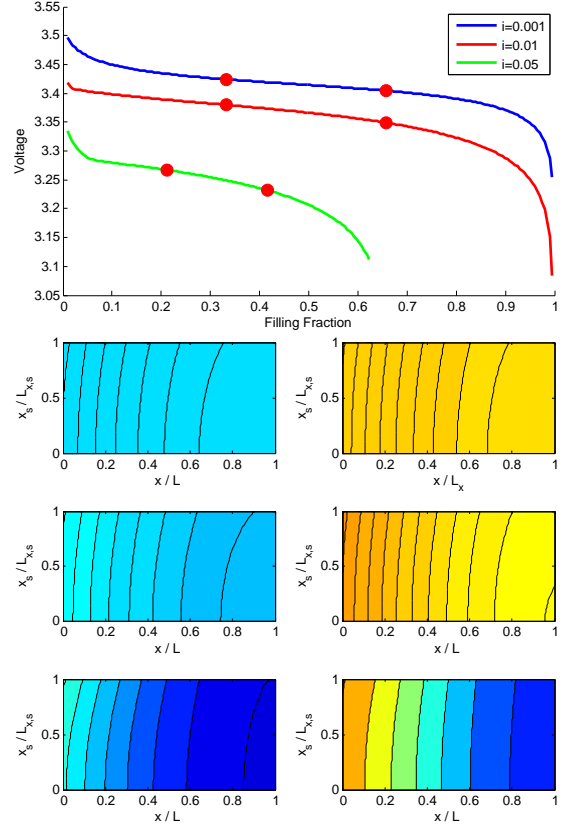 3.55
3.5
3.45
3.4
3.35
3.3
3.25
3.2
3.15
3.1
3.05
Voltage
i=0.001
i=0.01
i=0.05
0 0.1 0.2 0.3 0.4 0.5 0.6 0.7 0.8 0.9 1
Filling Fraction
1
0.5
0
x_s / L_{x,s}
0 0.2 0.4 0.6 0.8 1
x / L
1
0.5
0
x_s / L_{x,s}
0 0.2 0.4 0.6 0.8 1
x / L_x
1
0.5
0
x_s / L_{x,s}
0 0.2 0.4 0.6 0.8 1
x / L
1
0.5
0
x_s / L_{x,s}
0 0.2 0.4 0.6 0.8 1
x / L
1
0.5
0
x_s / L_{x,s}
0 0.2 0.4 0.6 0.8 1
x / L
1
0.5
0
x_s / L_{x,s}
0 0.2 0.4 0.6 0.8 1
x / L